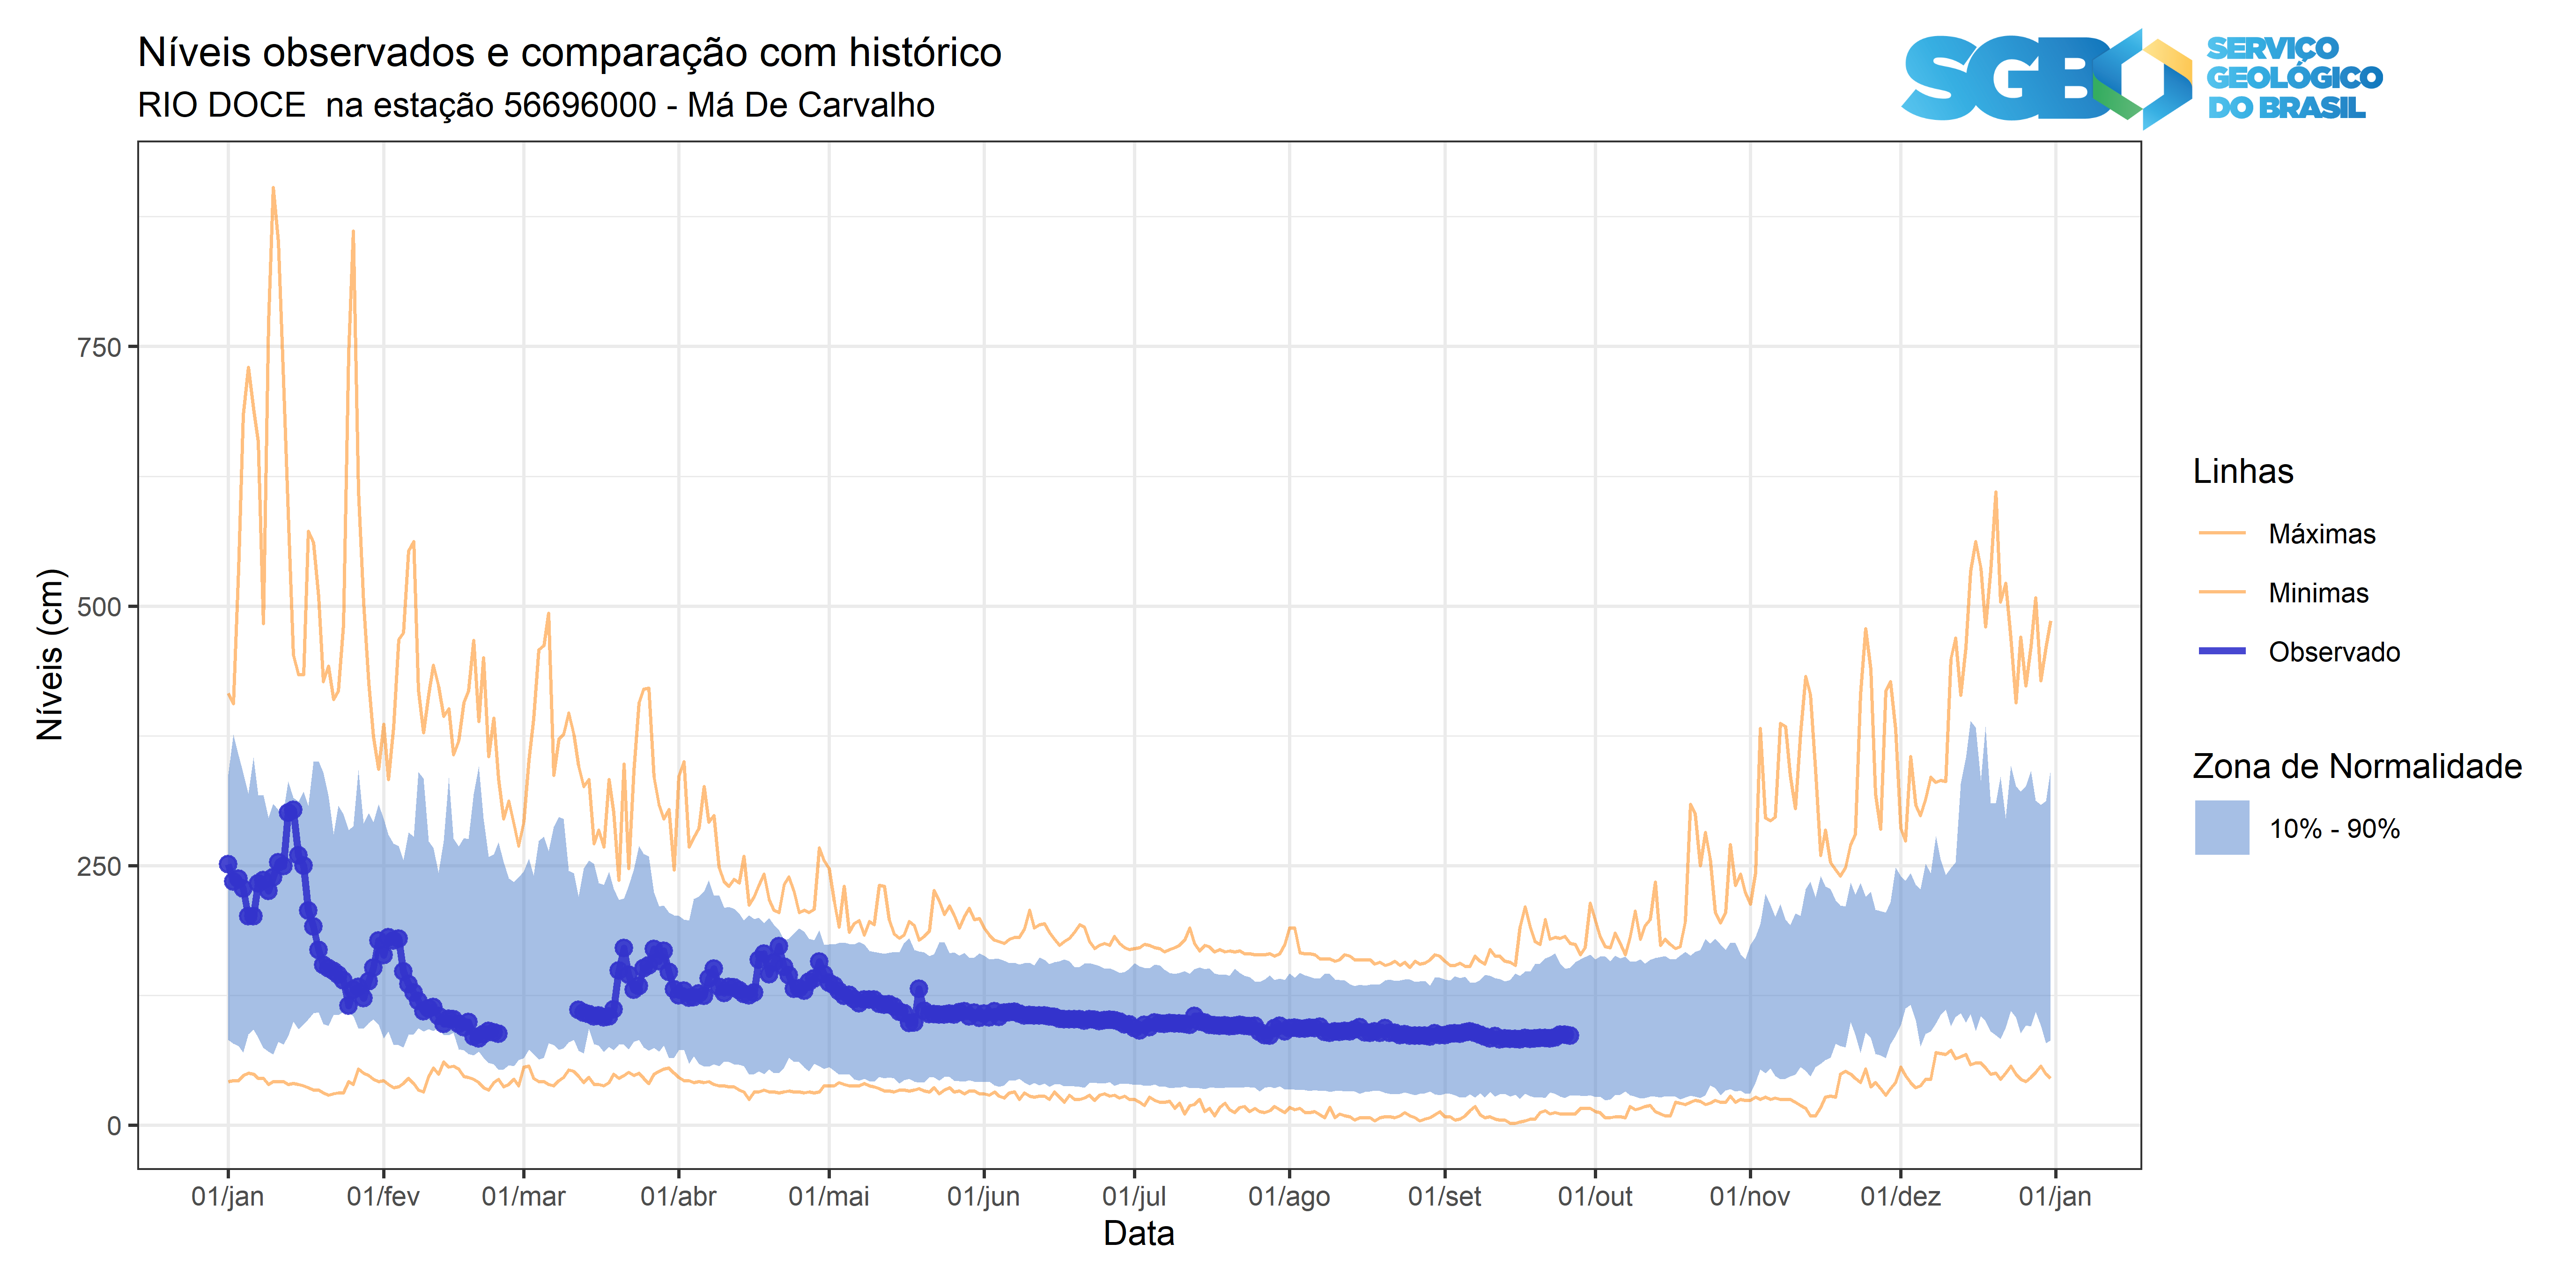 Níveis observados e comparação com histórico
RIO DOCE  na estação 56696000 - Má De Carvalho
SGB
SERVIÇO
GEOLÓGICO
DO BRASIL
Níveis (cm)
750
500
250
0
01/jan
01/fev
01/mar
01/abr
01/mai
01/jun
01/jul
01/ago
01/set
01/out
01/nov
01/dez
01/jan
Data
Linhas
Máximas
Minimas
Observado
Zona de Normalidade
10% - 90%